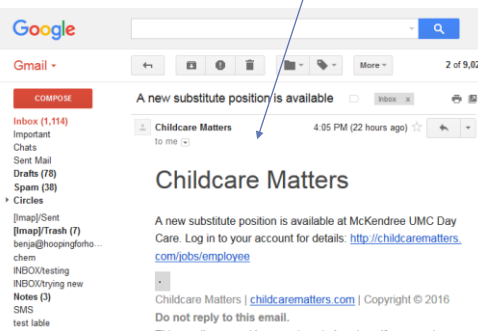 Google
Gmail
More
2 of 9,02
COMPOSE
A new substitute position is available
Inbox x
Inbox (1,114)
Important
Chats
Sent Mail
Drafts (78)
Spam (38)
Circles
[Imap]/Sent
[Imap]/Trash (7)
benja@hoopingforho...
chem
INBOX/testing
INBOX/trying new
Notes (3)
SMS
test lable
Childcare Matters
4:05 PM (22 hours ago)
to me
Childcare Matters
A new substitute position is available at McKendree UMC Day
Care. Log in to your account for details: http://childcarematters.
com/jobs/employee
Childcare Matters | childcarematters.com | Copyright © 2016
Do not reply to this email.